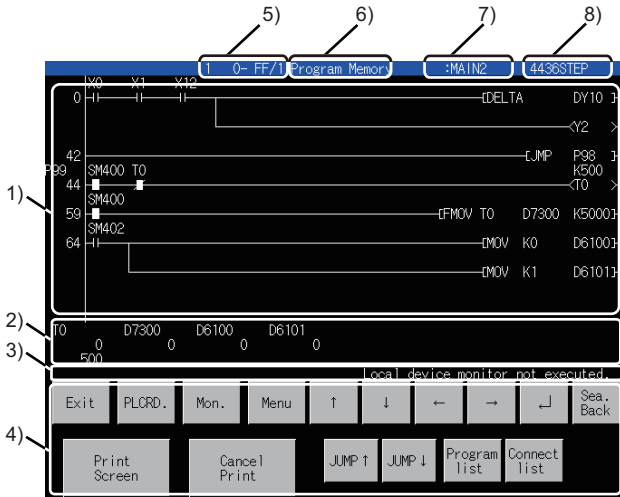 5) 6) 7) 8)
1 0- FF/1 Program Memory :MAIN2 4436STEP
X0 X1 X12
0 DELTA DY10
Y2
42 JMP P98
P99 SM400 T0 K500
44 T0
SM400
59 FMOV T0 D7300 K5000
SM402
64 MOV K0 D6100
MOV K1 D6101
1)
2) T0 D7300 D6100 D6101
0 0 0 0
500
3) Local device monitor not executed.
4)
Exit PLCRD. Mon. Menu ↑ ↓ ← → ↵ Sea. Back
Print Screen Cancel Print JUMP↑ JUMP↓ Program list Connect list